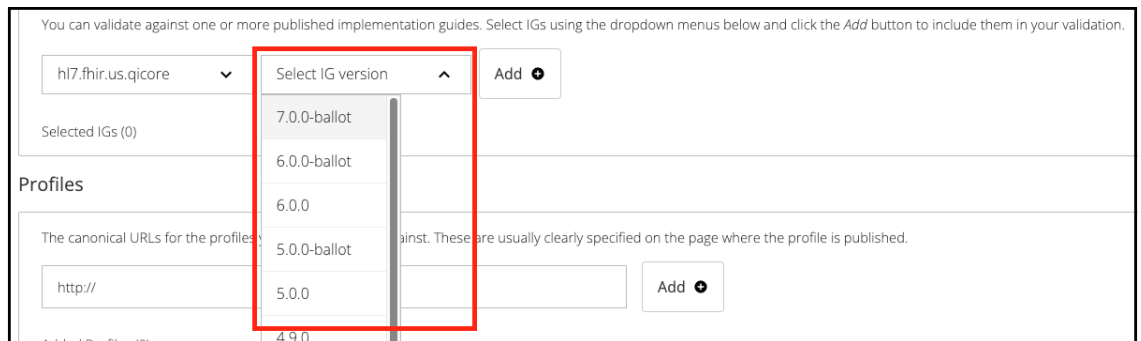 You can validate against one or more published implementation guides. Select IGs using the dropdown menus below and click the Add button to include them in your validation.
hl7.fhir.us.qicore
Select IG version
Add
7.0.0-ballot
Selected IGs (0)
6.0.0-ballot
Profiles
6.0.0
The canonical URLs for the profiles ainst. These are usually clearly specified on the page where the profile is published.
5.0.0-ballot
http://
5.0.0
Add
4.9.0